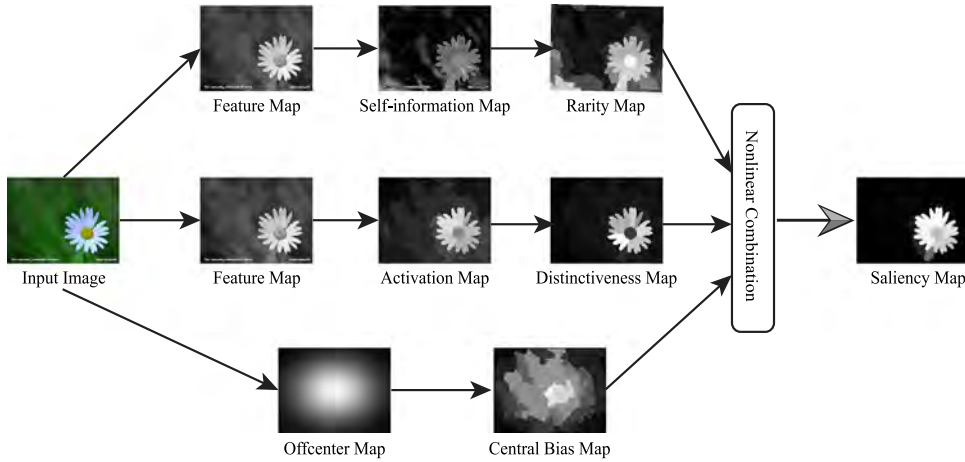 Feature Map
Self-information Map
Rarity Map
Input Image
Feature Map
Activation Map
Distinctiveness Map
Nonlinear Combination
Saliency Map
Offcenter Map
Central Bias Map